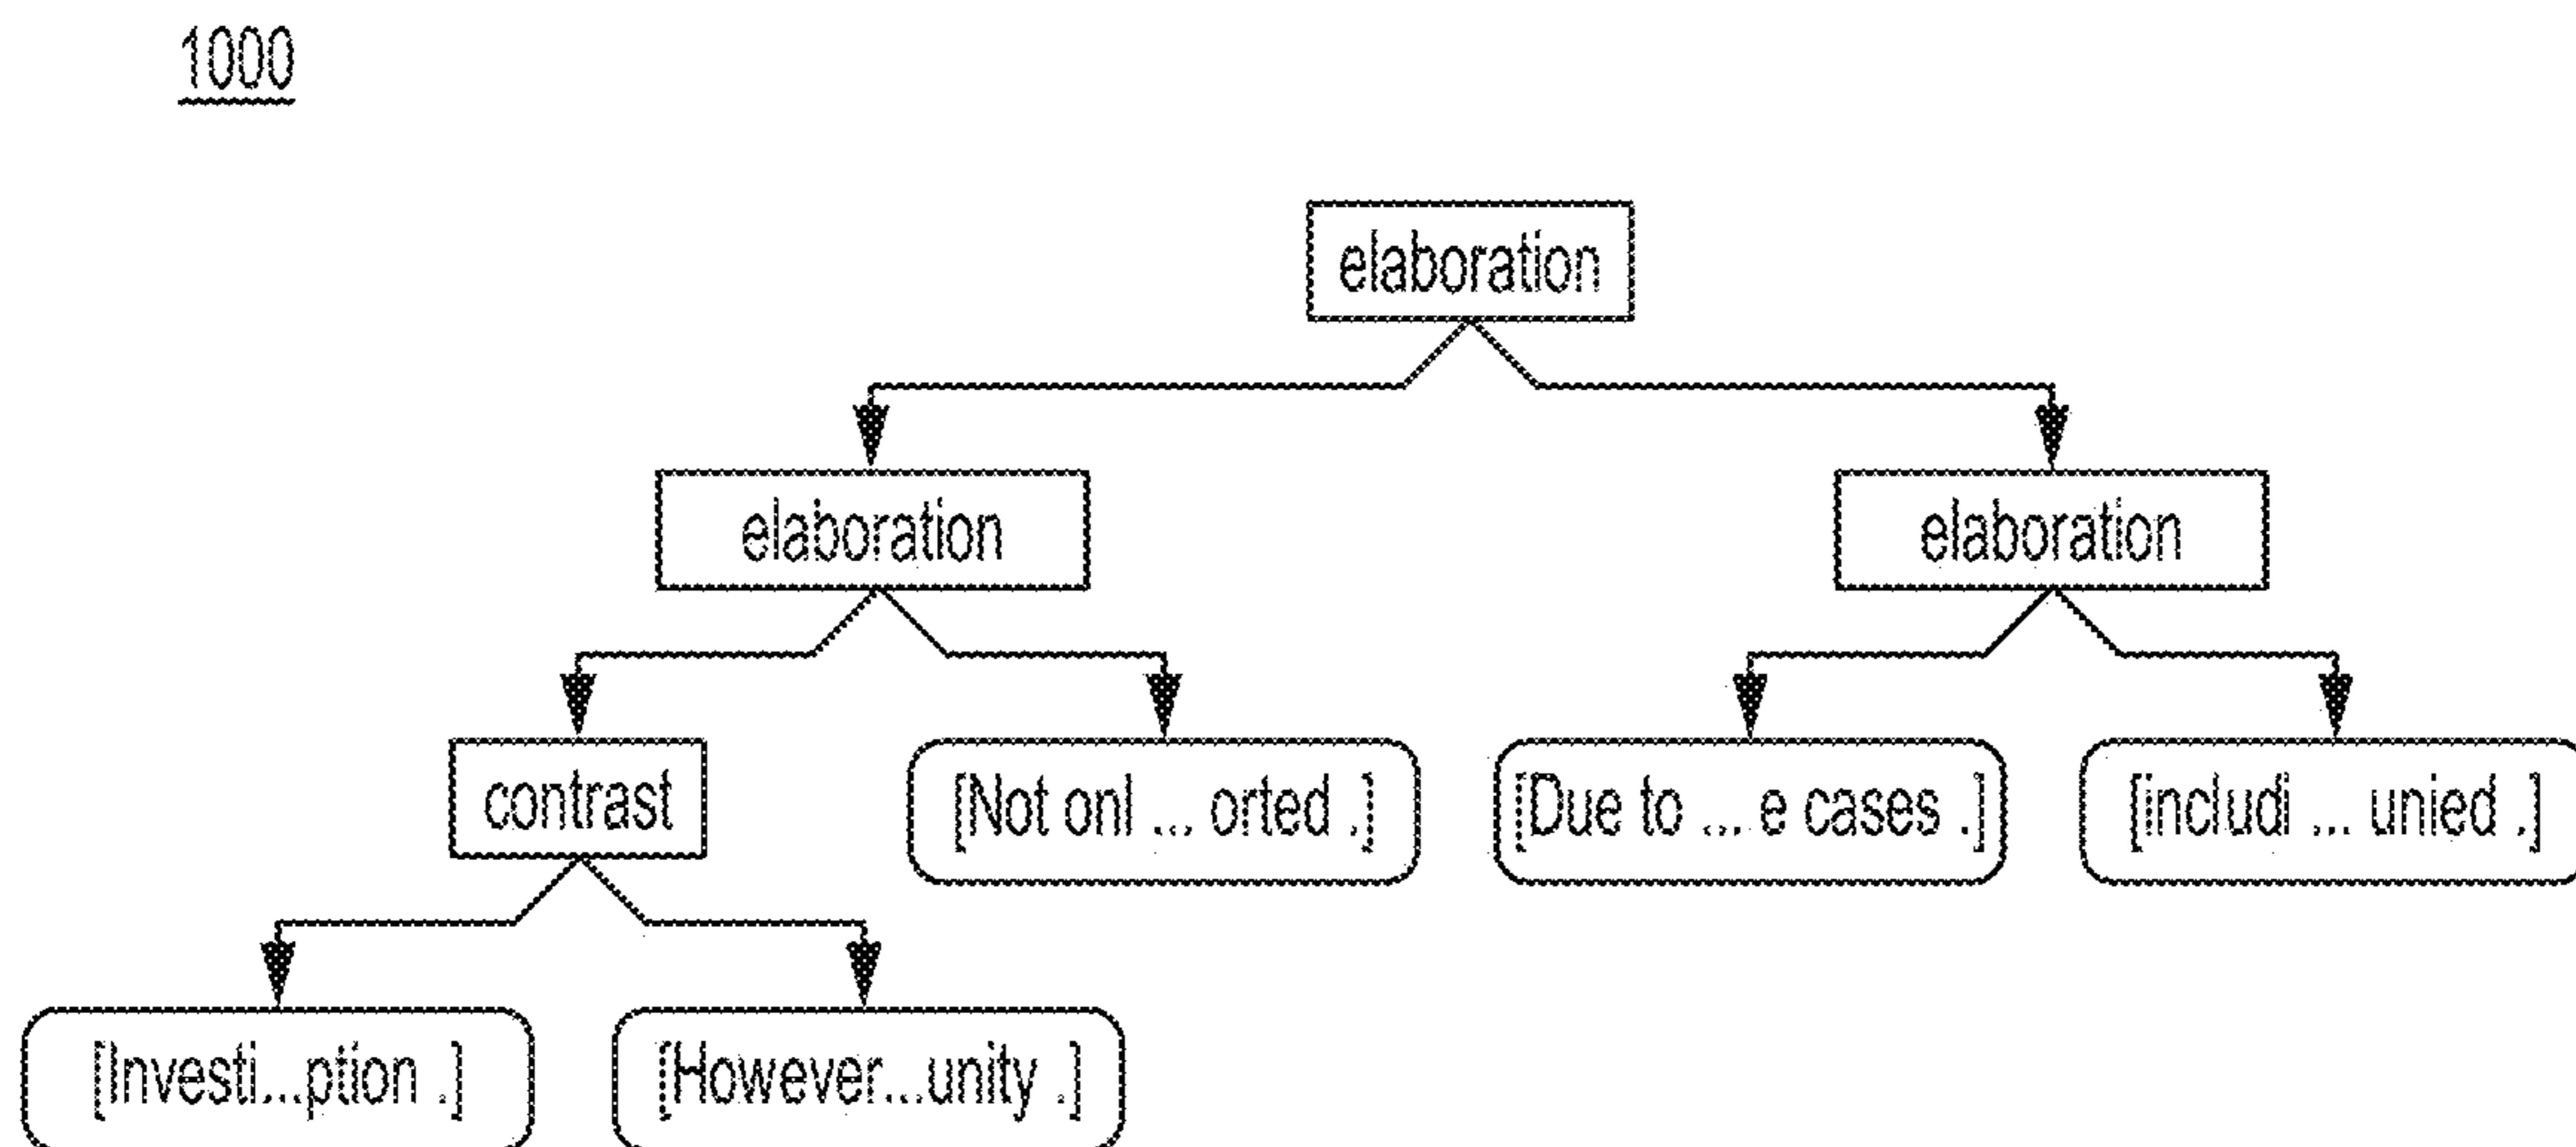 1000
elaboration
elaboration
elaboration
contrast
[Not onl ... orted .]
[Due to ... e cases .]
[includi ... unied .]
[Investi...ption .]
[However...unity .]